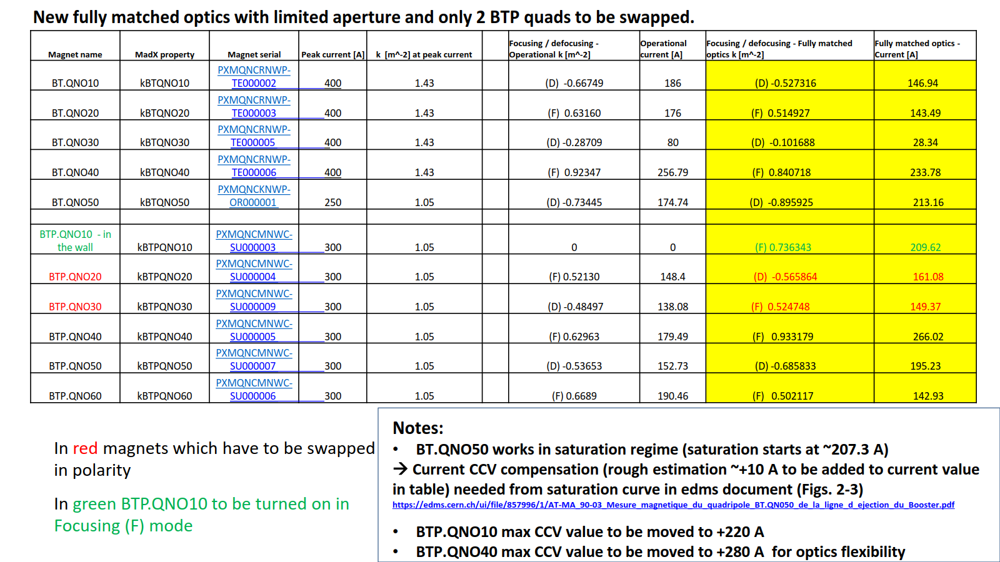 New fully matched optics with limited aperture and only 2 BTP quads to be swapped.
Magnet name MadX property Magnet serial Peak current [A] k [m^-2] at peak current Focusing / defocusing - Operational k [m^-2] Operational current [A] Focusing / defocusing - Fully matched optics k [m^-2] Fully matched optics - Current [A]
BT.QNO10 kBTQNO10 PXMQNCRNWP-TE000002 400 1.43 (D) -0.66749 186 (D) -0.527316 146.94
BT.QNO20 kBTQNO20 PXMQNCRNWP-TE000003 400 1.43 (F) 0.63160 176 (F) 0.514927 143.49
BT.QNO30 kBTQNO30 PXMQNCRNWP-TE000005 400 1.43 (D) -0.28709 80 (D) -0.101688 28.34
BT.QNO40 kBTQNO40 PXMQNCRNWP-TE000006 400 1.43 (F) 0.92347 256.79 (F) 0.840718 233.78
BT.QNO50 kBTQNO50 PXMQNCKNWP-OR000001 250 1.05 (D) -0.73445 174.74 (D) -0.895925 213.16
BTP.QNO10 - in the wall kBTPQNO10 PXMQNCMNWC-SU000003 300 1.05 0 0 (F) 0.736343 209.62
BTP.QNO20 kBTPQNO20 PXMQNCMNWC-SU000004 300 1.05 (F) 0.52130 148.4 (D) -0.565864 161.08
BTP.QNO30 kBTPQNO30 PXMQNCMNWC-SU000009 300 1.05 (D) -0.48497 138.08 (F) 0.524748 149.37
BTP.QNO40 kBTPQNO40 PXMQNCMNWC-SU000005 300 1.05 (F) 0.62963 179.49 (F) 0.933179 266.02
BTP.QNO50 kBTPQNO50 PXMQNCMNWC-SU000007 300 1.05 (D) -0.53653 152.73 (D) -0.685833 195.23
BTP.QNO60 kBTPQNO60 PXMQNCMNWC-SU000006 300 1.05 (F) 0.6689 190.46 (F) 0.502117 142.93
In red magnets which have to be swapped
in polarity
In green BTP.QNO10 to be turned on in
Focusing (F) mode
Notes:
• BT.QNO50 works in saturation regime (saturation starts at ~207.3 A)
→ Current CCV compensation (rough estimation ~+10 A to be added to current value
in table) needed from saturation curve in edms document (Figs. 2-3)
https://edms.cern.ch/ui/file/857996/1/AT-MA_90-03_Mesure_magnetique_du_quadripole_BT.QN050_de_la_ligne_d_ejection_du_Booster.pdf
• BTP.QNO10 max CCV value to be moved to +220 A
• BTP.QNO40 max CCV value to be moved to +280 A for optics flexibility